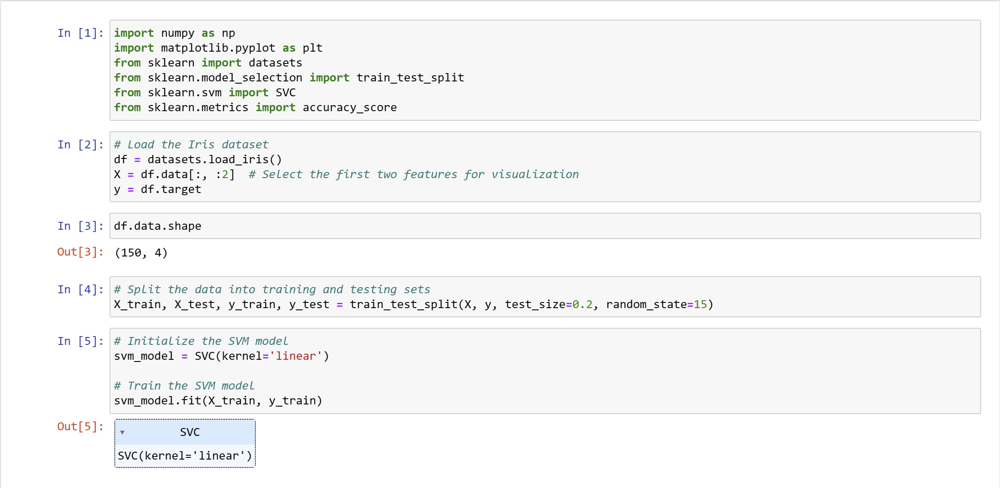 In [1]: import numpy as np
import matplotlib.pyplot as plt
from sklearn import datasets
from sklearn.model_selection import train_test_split
from sklearn.svm import SVC
from sklearn.metrics import accuracy_score
In [2]: # Load the Iris dataset
df = datasets.load_iris()
X = df.data[:, :2]  # Select the first two features for visualization
y = df.target
In [3]: df.data.shape
Out[3]: (150, 4)
In [4]: # Split the data into training and testing sets
X_train, X_test, y_train, y_test = train_test_split(X, y, test_size=0.2, random_state=15)
In [5]: # Initialize the SVM model
svm_model = SVC(kernel='linear')
# Train the SVM model
svm_model.fit(X_train, y_train)
Out[5]: ▾ SVC
SVC(kernel='linear')